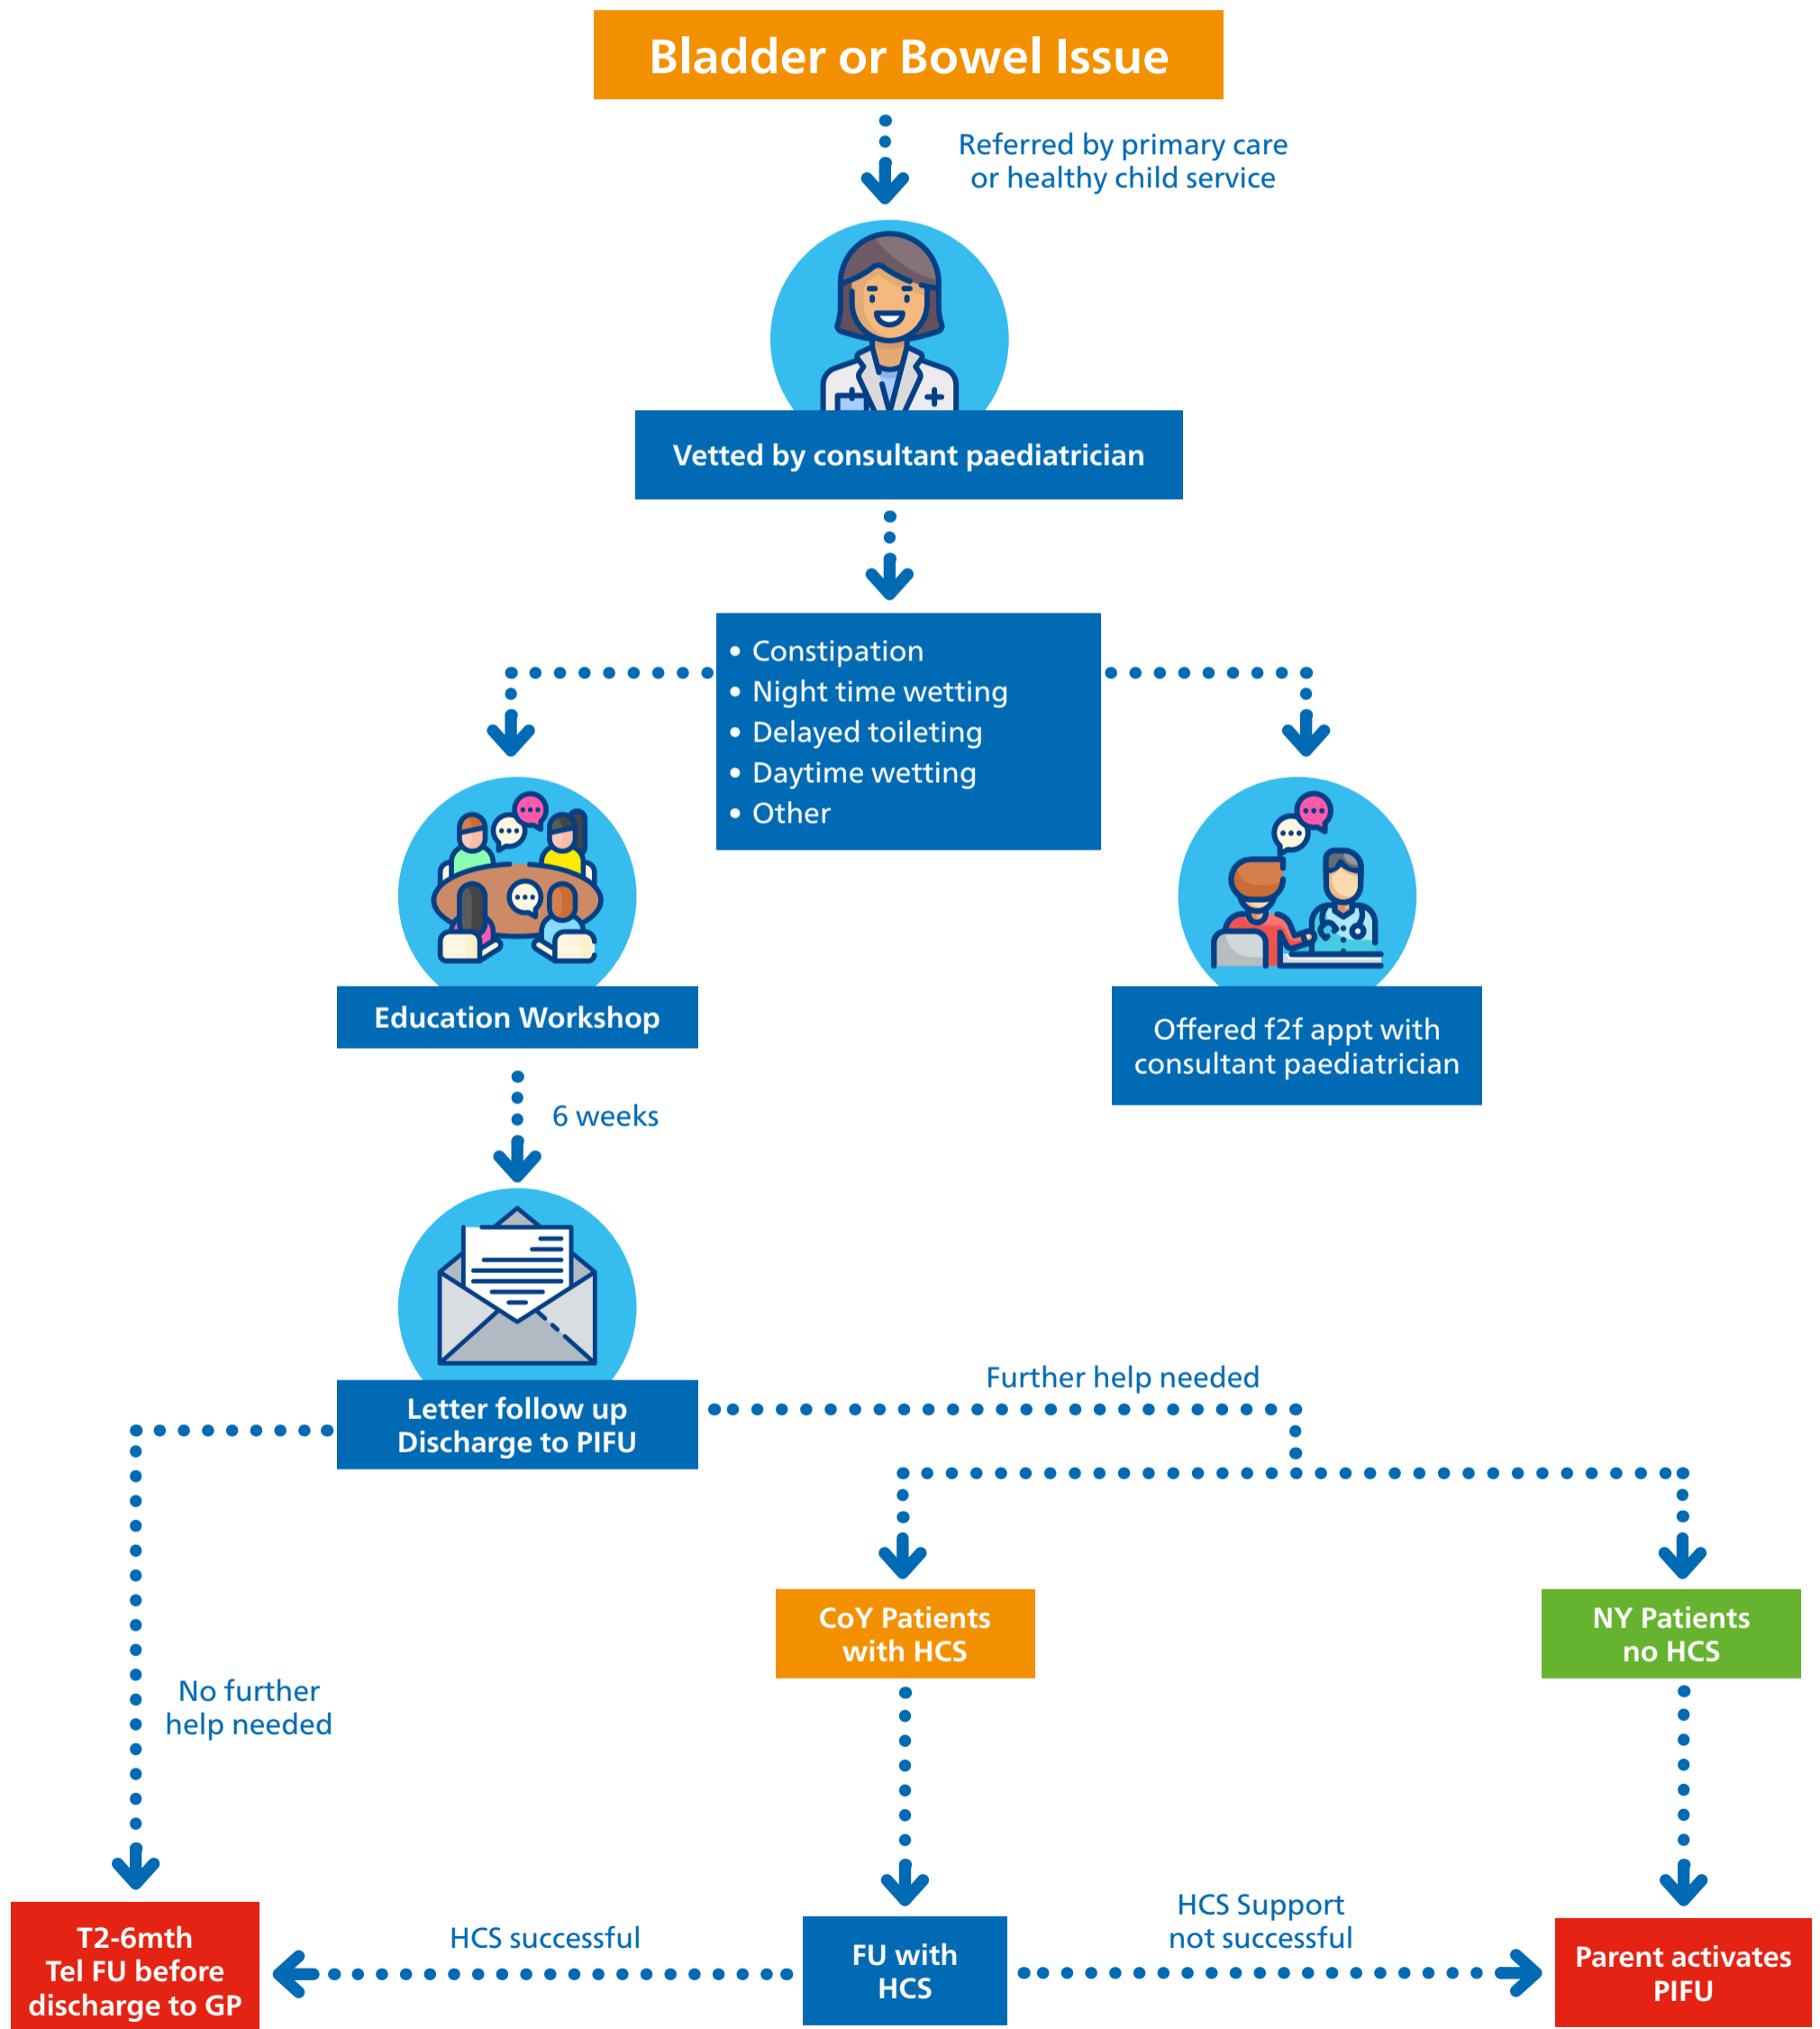 Bladder or Bowel Issue
Referred by primary care
or healthy child service
Vetted by consultant paediatrician
• Constipation
• Night time wetting
• Delayed toileting
• Daytime wetting
• Other
Education Workshop
Offered f2f appt with
consultant paediatrician
6 weeks
Letter follow up
Discharge to PIFU
Further help needed
CoY Patients
with HCS
NY Patients
no HCS
No further
help needed
T2-6mth
Tel FU before
discharge to GP
HCS successful
FU with
HCS
HCS Support
not successful
Parent activates
PIFU